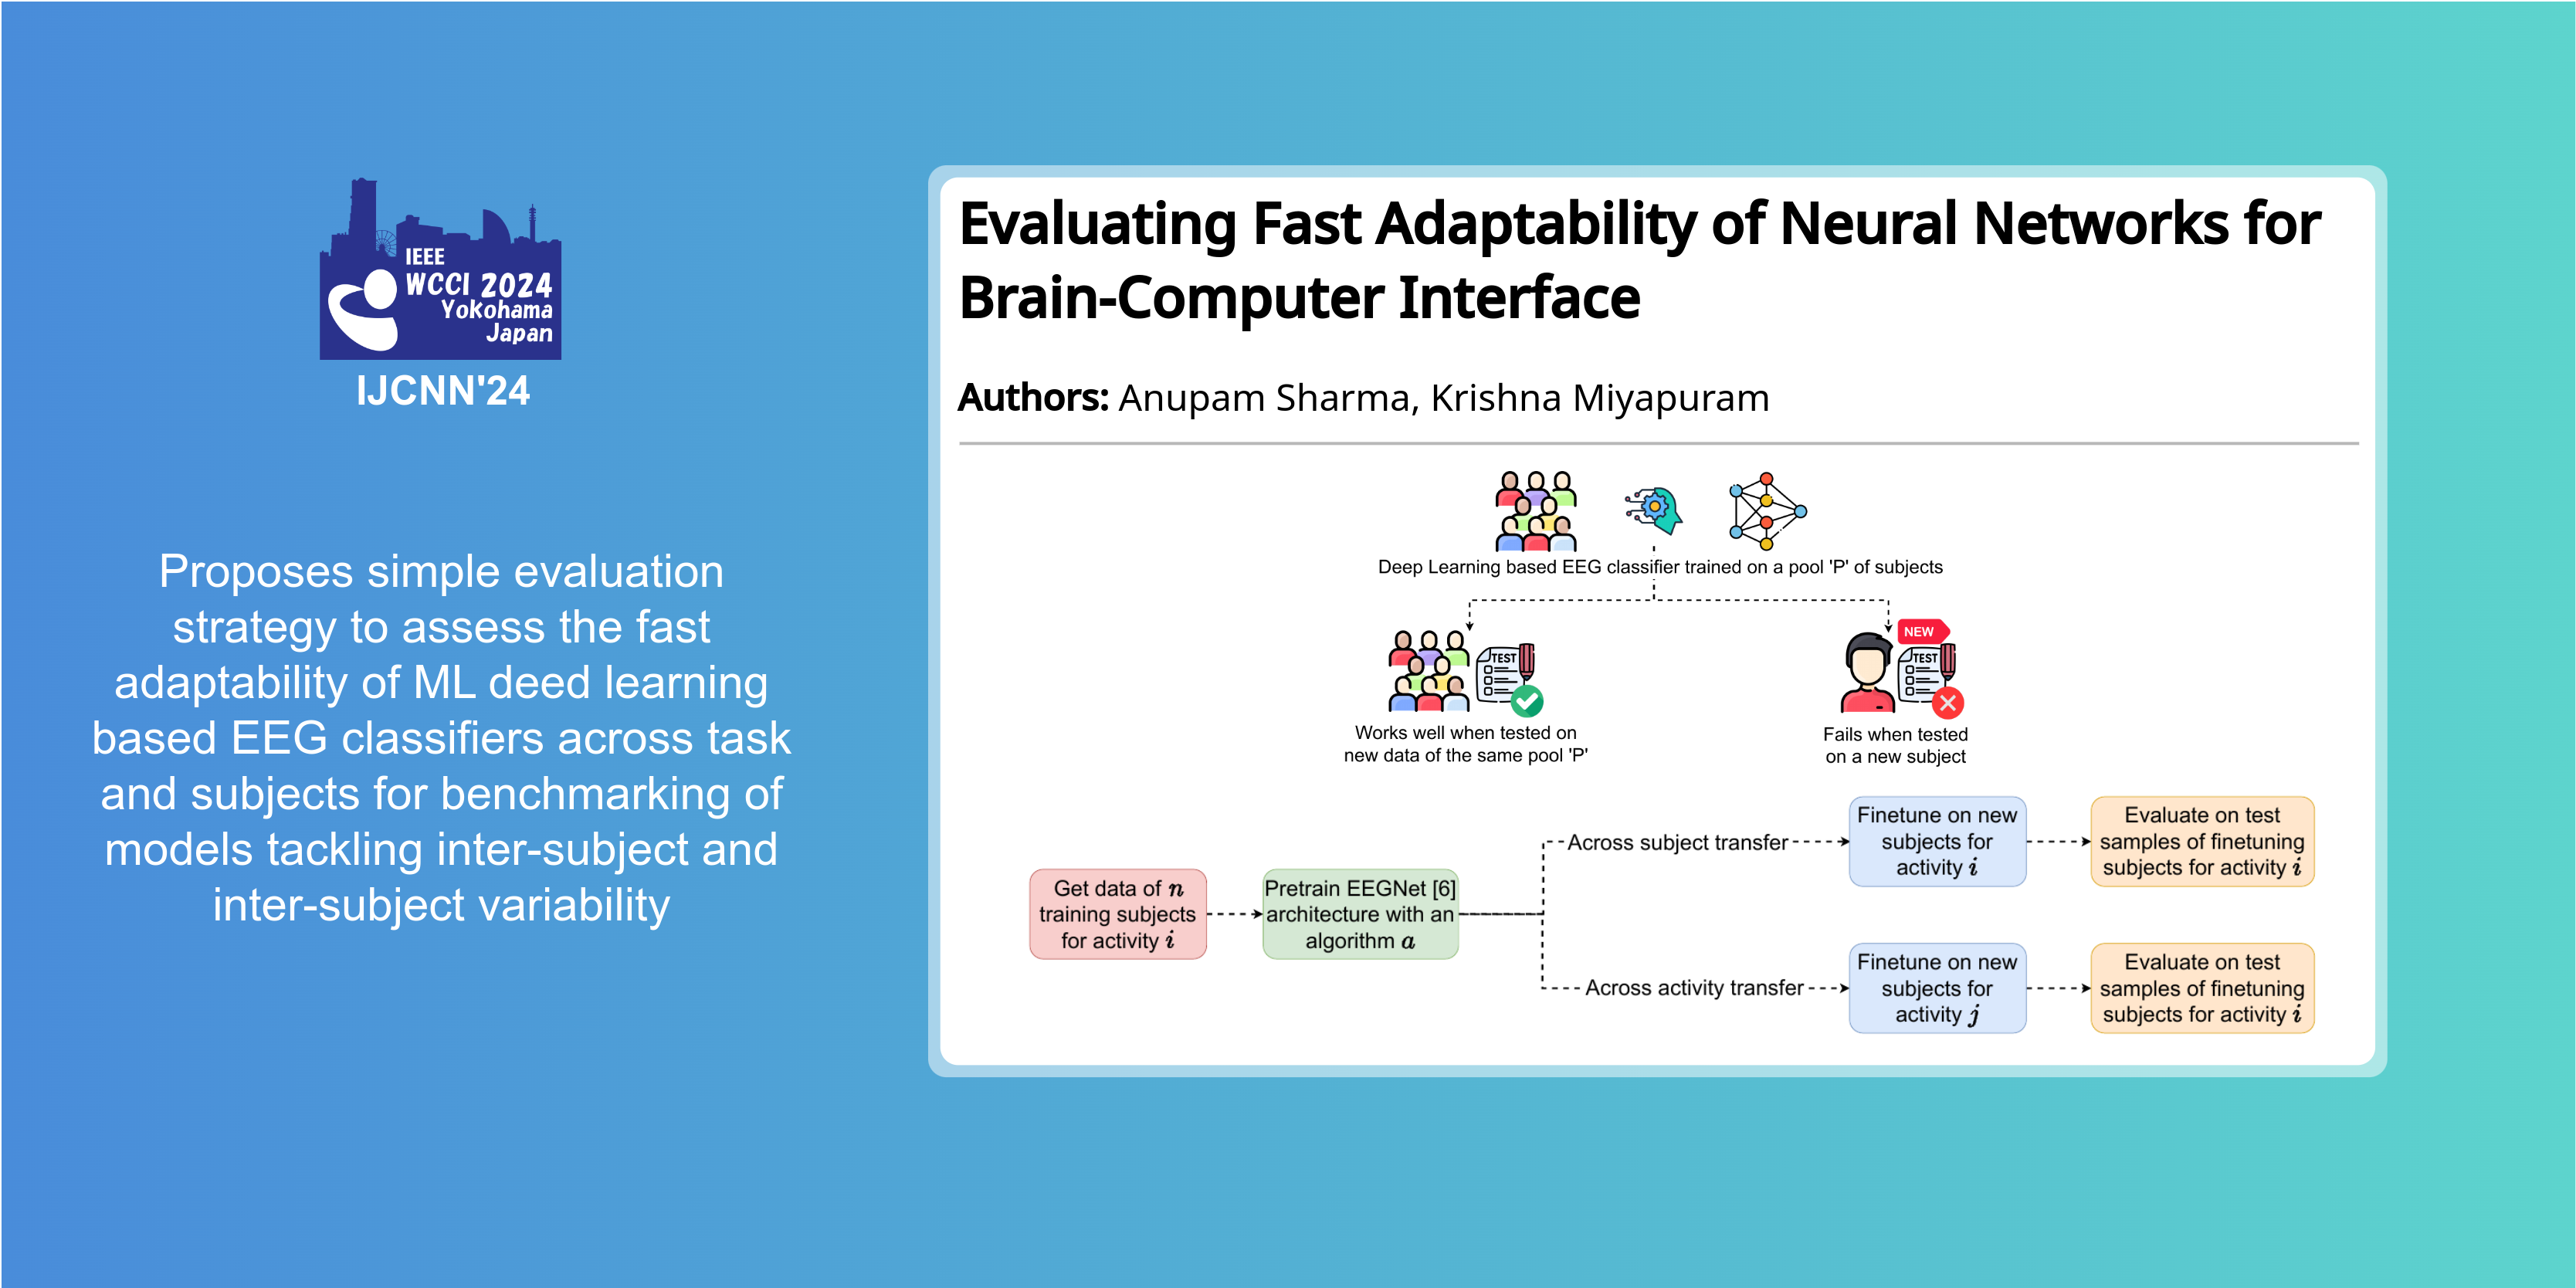 IEEE
WCCI 2024
Yokohama
Japan
IJCNN'24
Proposes simple evaluation
strategy to assess the fast
adaptability of ML deed learning
based EEG classifiers across task
and subjects for benchmarking of
models tackling inter-subject and
inter-subject variability
Evaluating Fast Adaptability of Neural Networks for
Brain-Computer Interface
Authors: Anupam Sharma, Krishna Miyapuram
Deep Learning based EEG classifier trained on a pool 'P' of subjects
TEST
Works well when tested on
new data of the same pool 'P'
NEW
TEST
Fails when tested
on a new subject
Get data of n
training subjects
for activity i
Pretrain EEGNet [6]
architecture with an
algorithm a
Across subject transfer
Finetune on new
subjects for
activity i
Evaluate on test
samples of finetuning
subjects for activity i
Across activity transfer
Finetune on new
subjects for
activity j
Evaluate on test
samples of finetuning
subjects for activity i